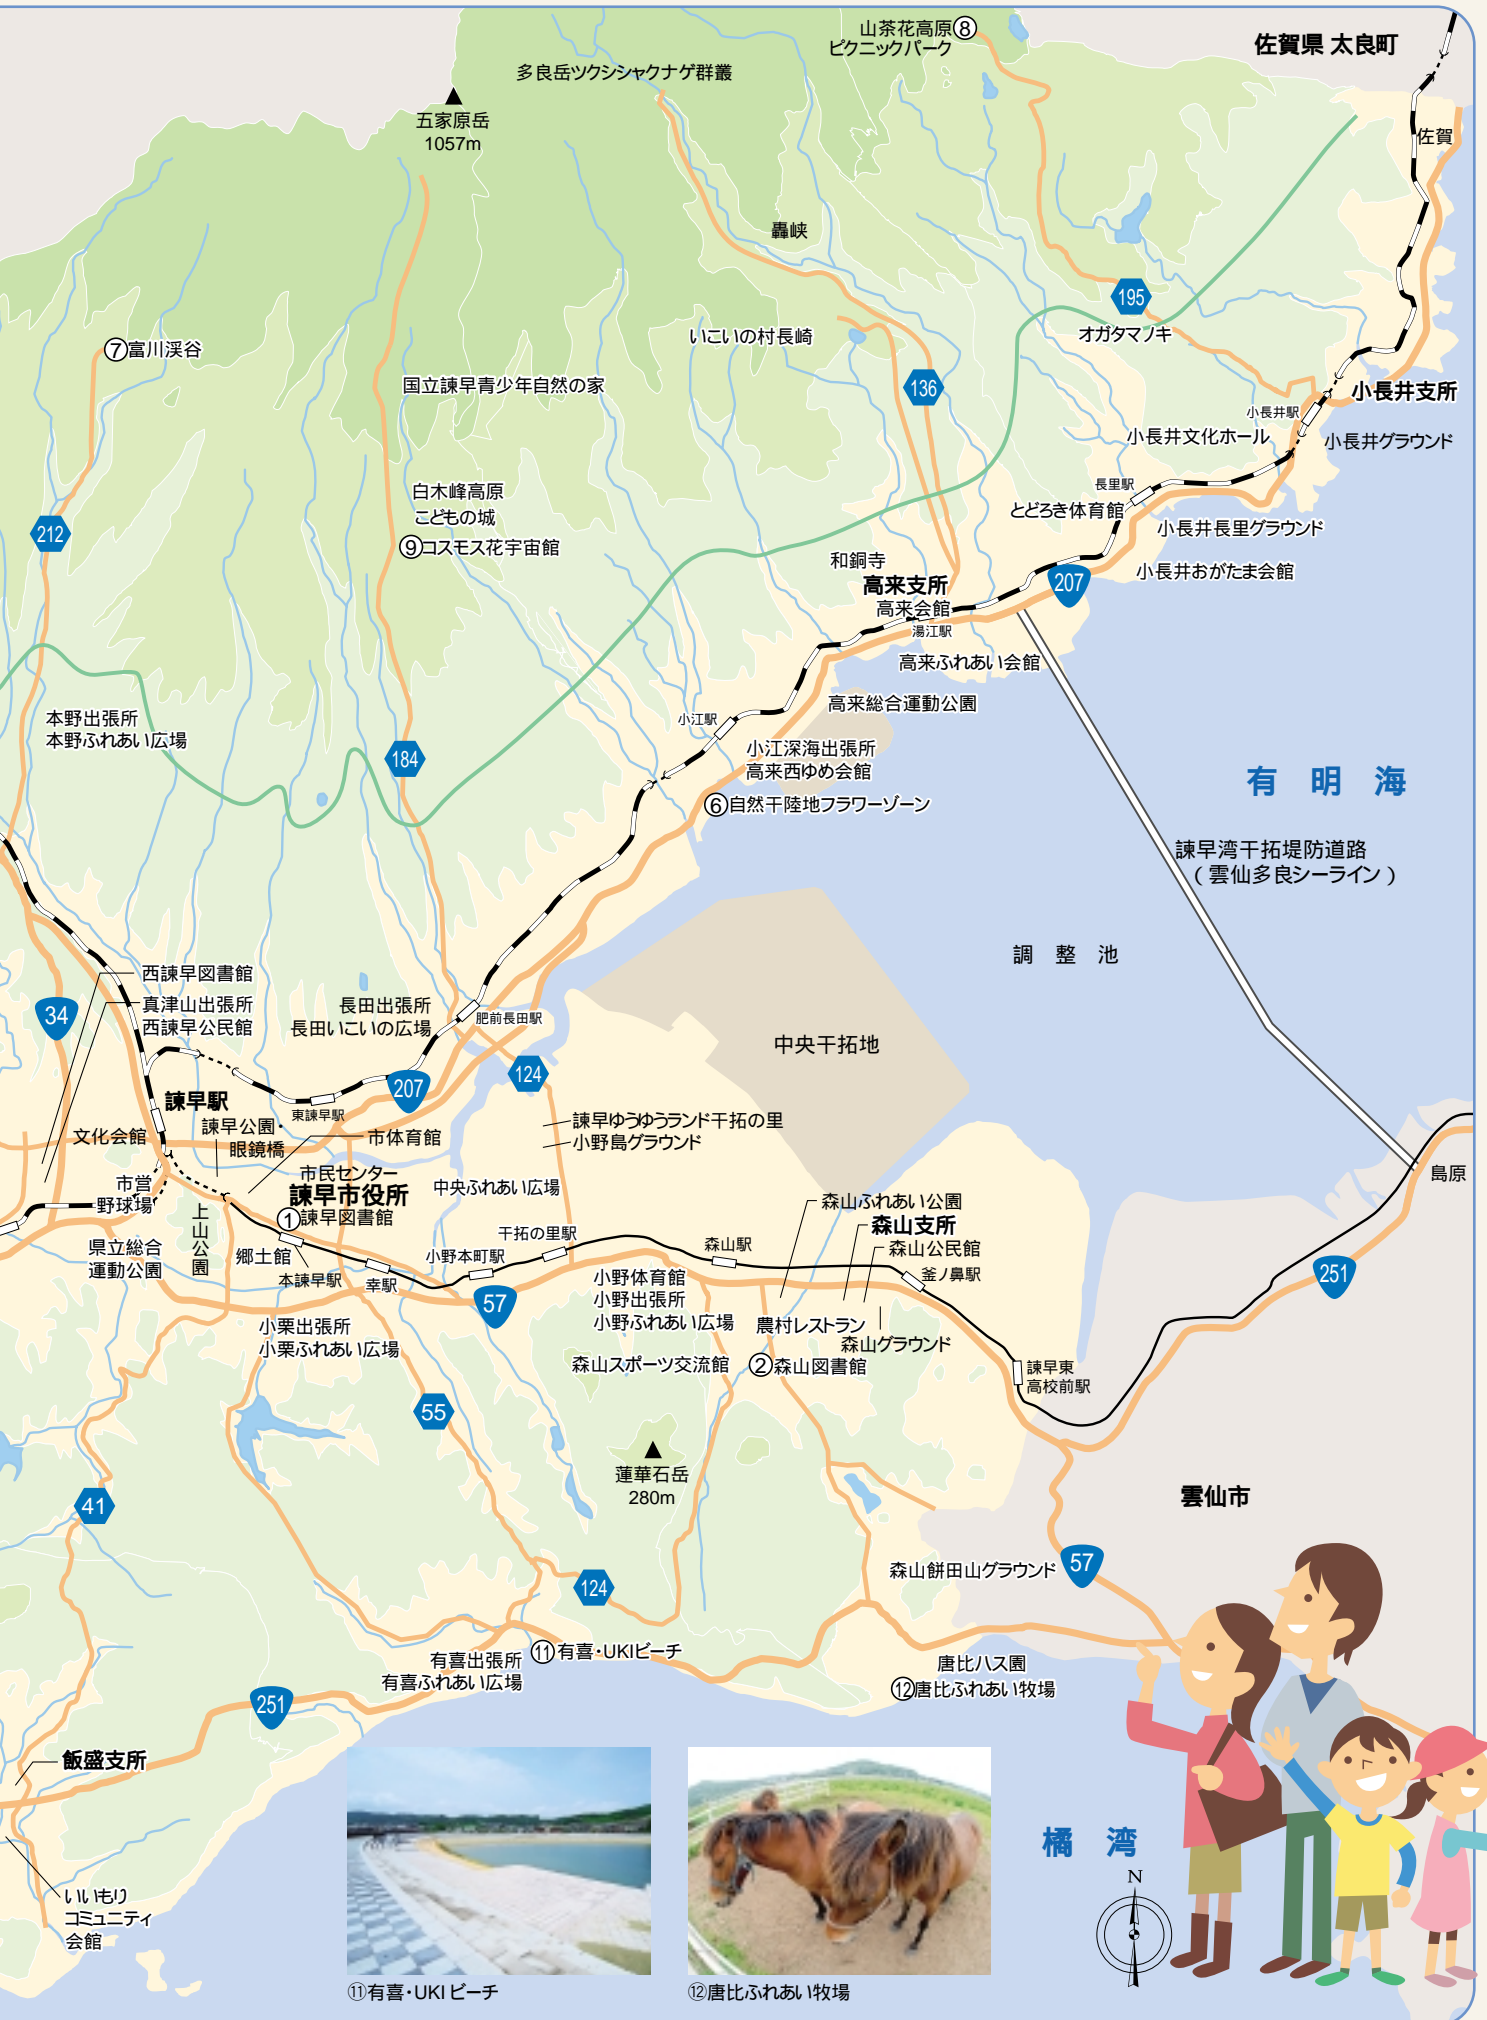 山茶花高原⑧
ピクニックパーク
佐賀県 太良町
多良岳ツクシシャクナゲ群叢
五家原岳
1057m
佐賀
轟峡
195
オガタマノキ
いこいの村長崎
⑦富川渓谷
国立諫早青少年自然の家
136
小長井支所
小長井駅
小長井文化ホール
小長井グラウンド
長里駅
白木峰高原
こどもの城
⑨コスモス花宇宙館
とどろき体育館
小長井長里グラウンド
212
和銅寺
小長井おがたま会館
高来支所
207
高来会館
湯江駅
高来ふれあい会館
高来総合運動公園
本野出張所
本野ふれあい広場
小江駅
184
小江深海出張所
高来西ゆめ会館
有明海
⑥自然干陸地フラワーゾーン
諫早湾干拓堤防道路
(雲仙多良シーライン)
調整池
西諫早図書館
真津山出張所
西諫早公民館
34
長田出張所
長田いこいの広場
肥前長田駅
中央干拓地
124
207
諫早駅
東諫早駅
諫早公園・
眼鏡橋
文化会館
市体育館
諫早ゆうゆうランド干拓の里
小野島グラウンド
市民センター
諫早市役所
①諫早図書館
中央ふれあい広場
市営
野球場
島原
上山公園
森山ふれあい公園
森山支所
森山公民館
干拓の里駅
森山駅
県立総合
運動公園
郷土館
本諫早駅
幸駅
小野本町駅
釜ノ鼻駅
251
57
小野体育館
小野出張所
小野ふれあい広場
農村レストラン
森山グラウンド
小栗出張所
小栗ふれあい広場
森山スポーツ交流館
②森山図書館
諫早東
高校前駅
55
蓮華石岳
280m
41
雲仙市
森山餅田山グラウンド
57
124
有喜出張所
有喜ふれあい広場
⑪有喜・UKIビーチ
唐比ハス園
⑫唐比ふれあい牧場
251
飯盛支所
橘湾
N
いいもり
コミュニティ
会館
⑪有喜・UKIビーチ
⑫唐比ふれあい牧場